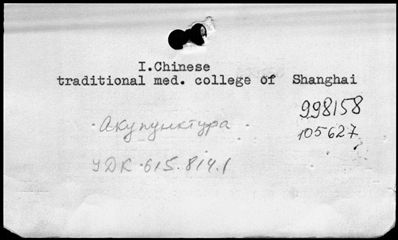 I.Chinese
traditional med. college of Shanghai
998158
105627
Акупунктура
УДК 615.814.1